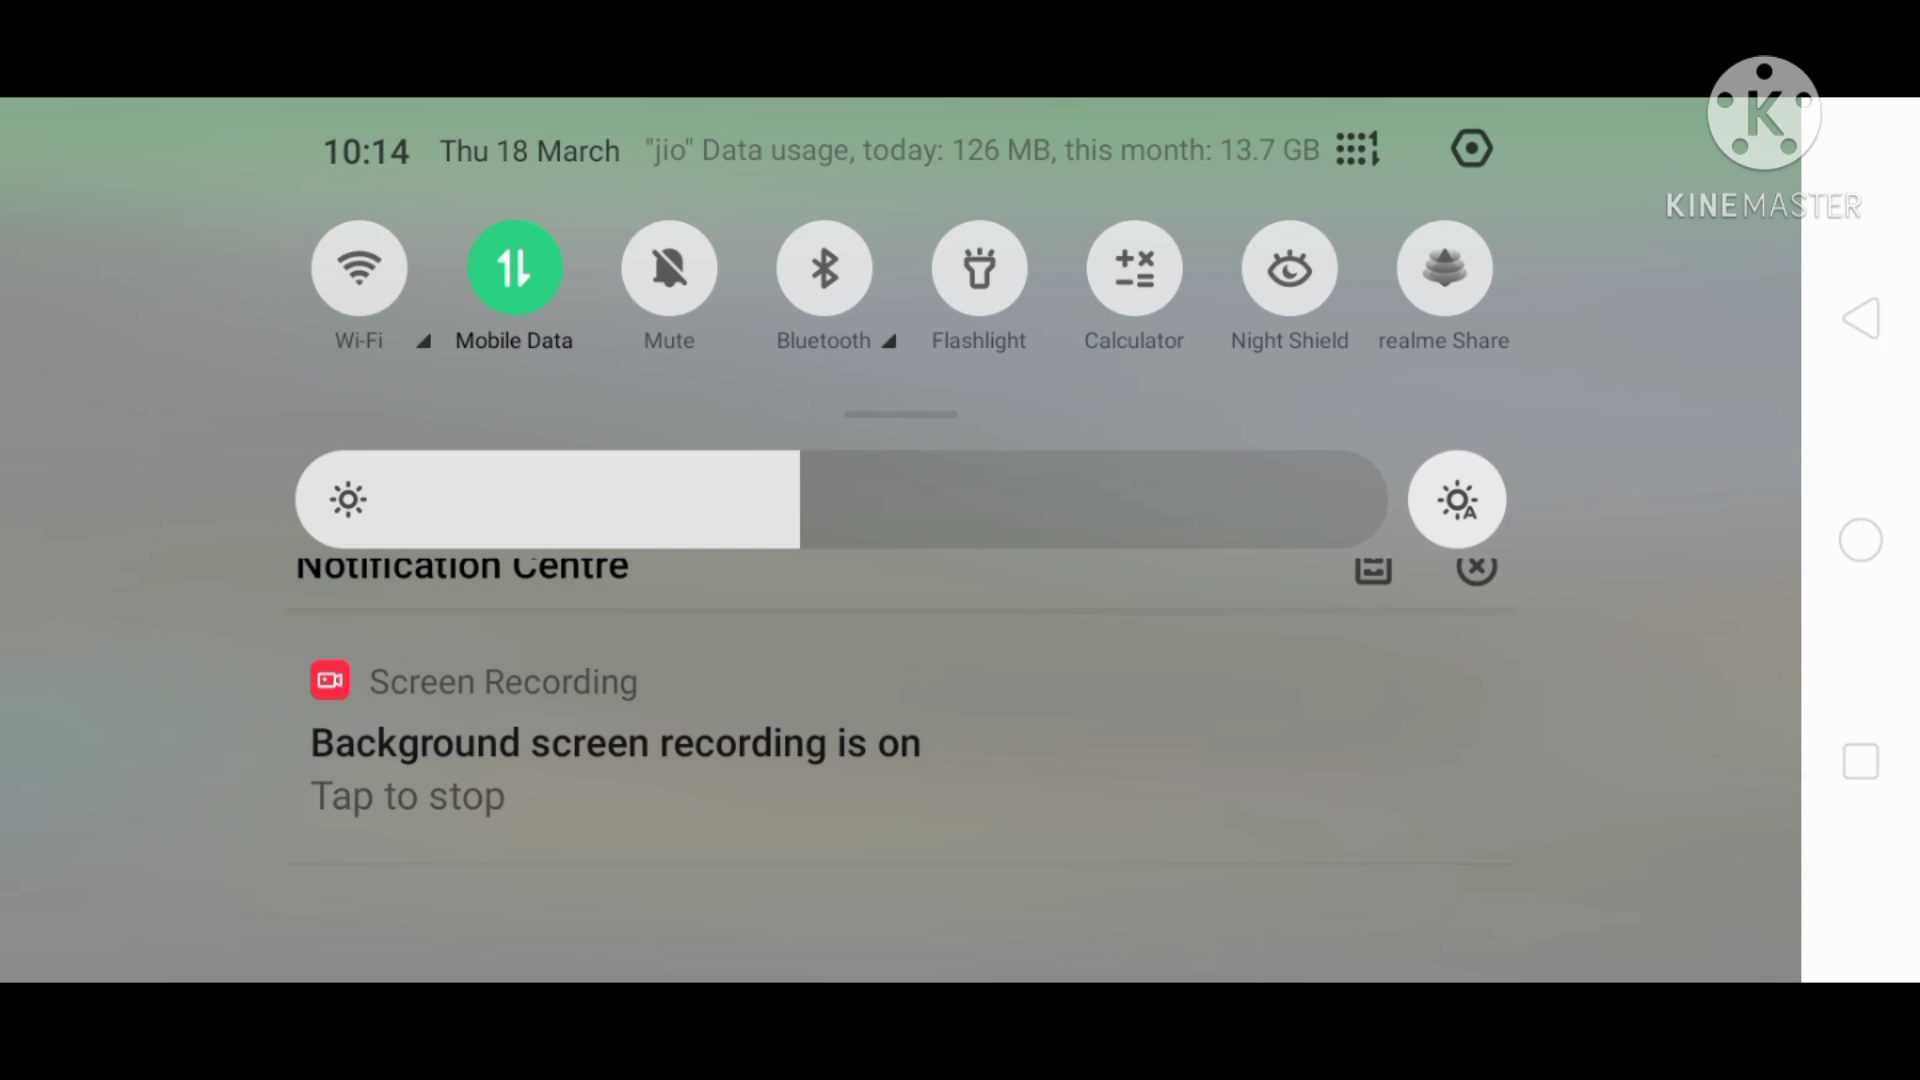 10:14 Thu 18 March "jio" Data usage, today: 126 MB, this month: 13.7 GB
K
KINEMASTER
Wi-Fi Mobile Data Mute Bluetooth Flashlight Calculator Night Shield realme Share
A
Notification Centre
Screen Recording
Background screen recording is on
Tap to stop